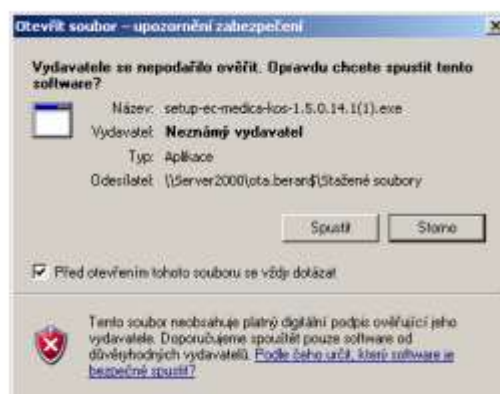 Otevřít soubor – upozornění zabezpečení
Vydavatele se nepodařilo ověřit. Opravdu chcete spustit tento
software?
Název: setup-ec-medica-kos-1.5.0.14.1(1).exe
Vydavatel: Neznámý vydavatel
Typ: Aplikace
Odesílatel: \\Server2000\ota.beran$\Stažené soubory
Spustit
Storno
Před otevřením tohoto souboru se vždy dotázat
Tento soubor neobsahuje platný digitální podpis ověřující jeho
vydavatele. Doporučujeme spouštět pouze software od
důvěryhodných vydavatelů. Podle čeho určit, který software je
bezpečné spustit?